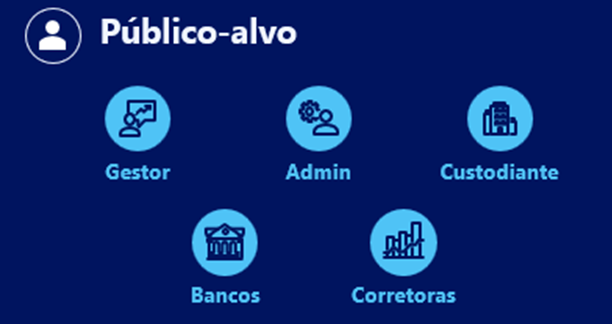 Público-alvo
Gestor
Admin
Custodiante
Bancos
Corretoras